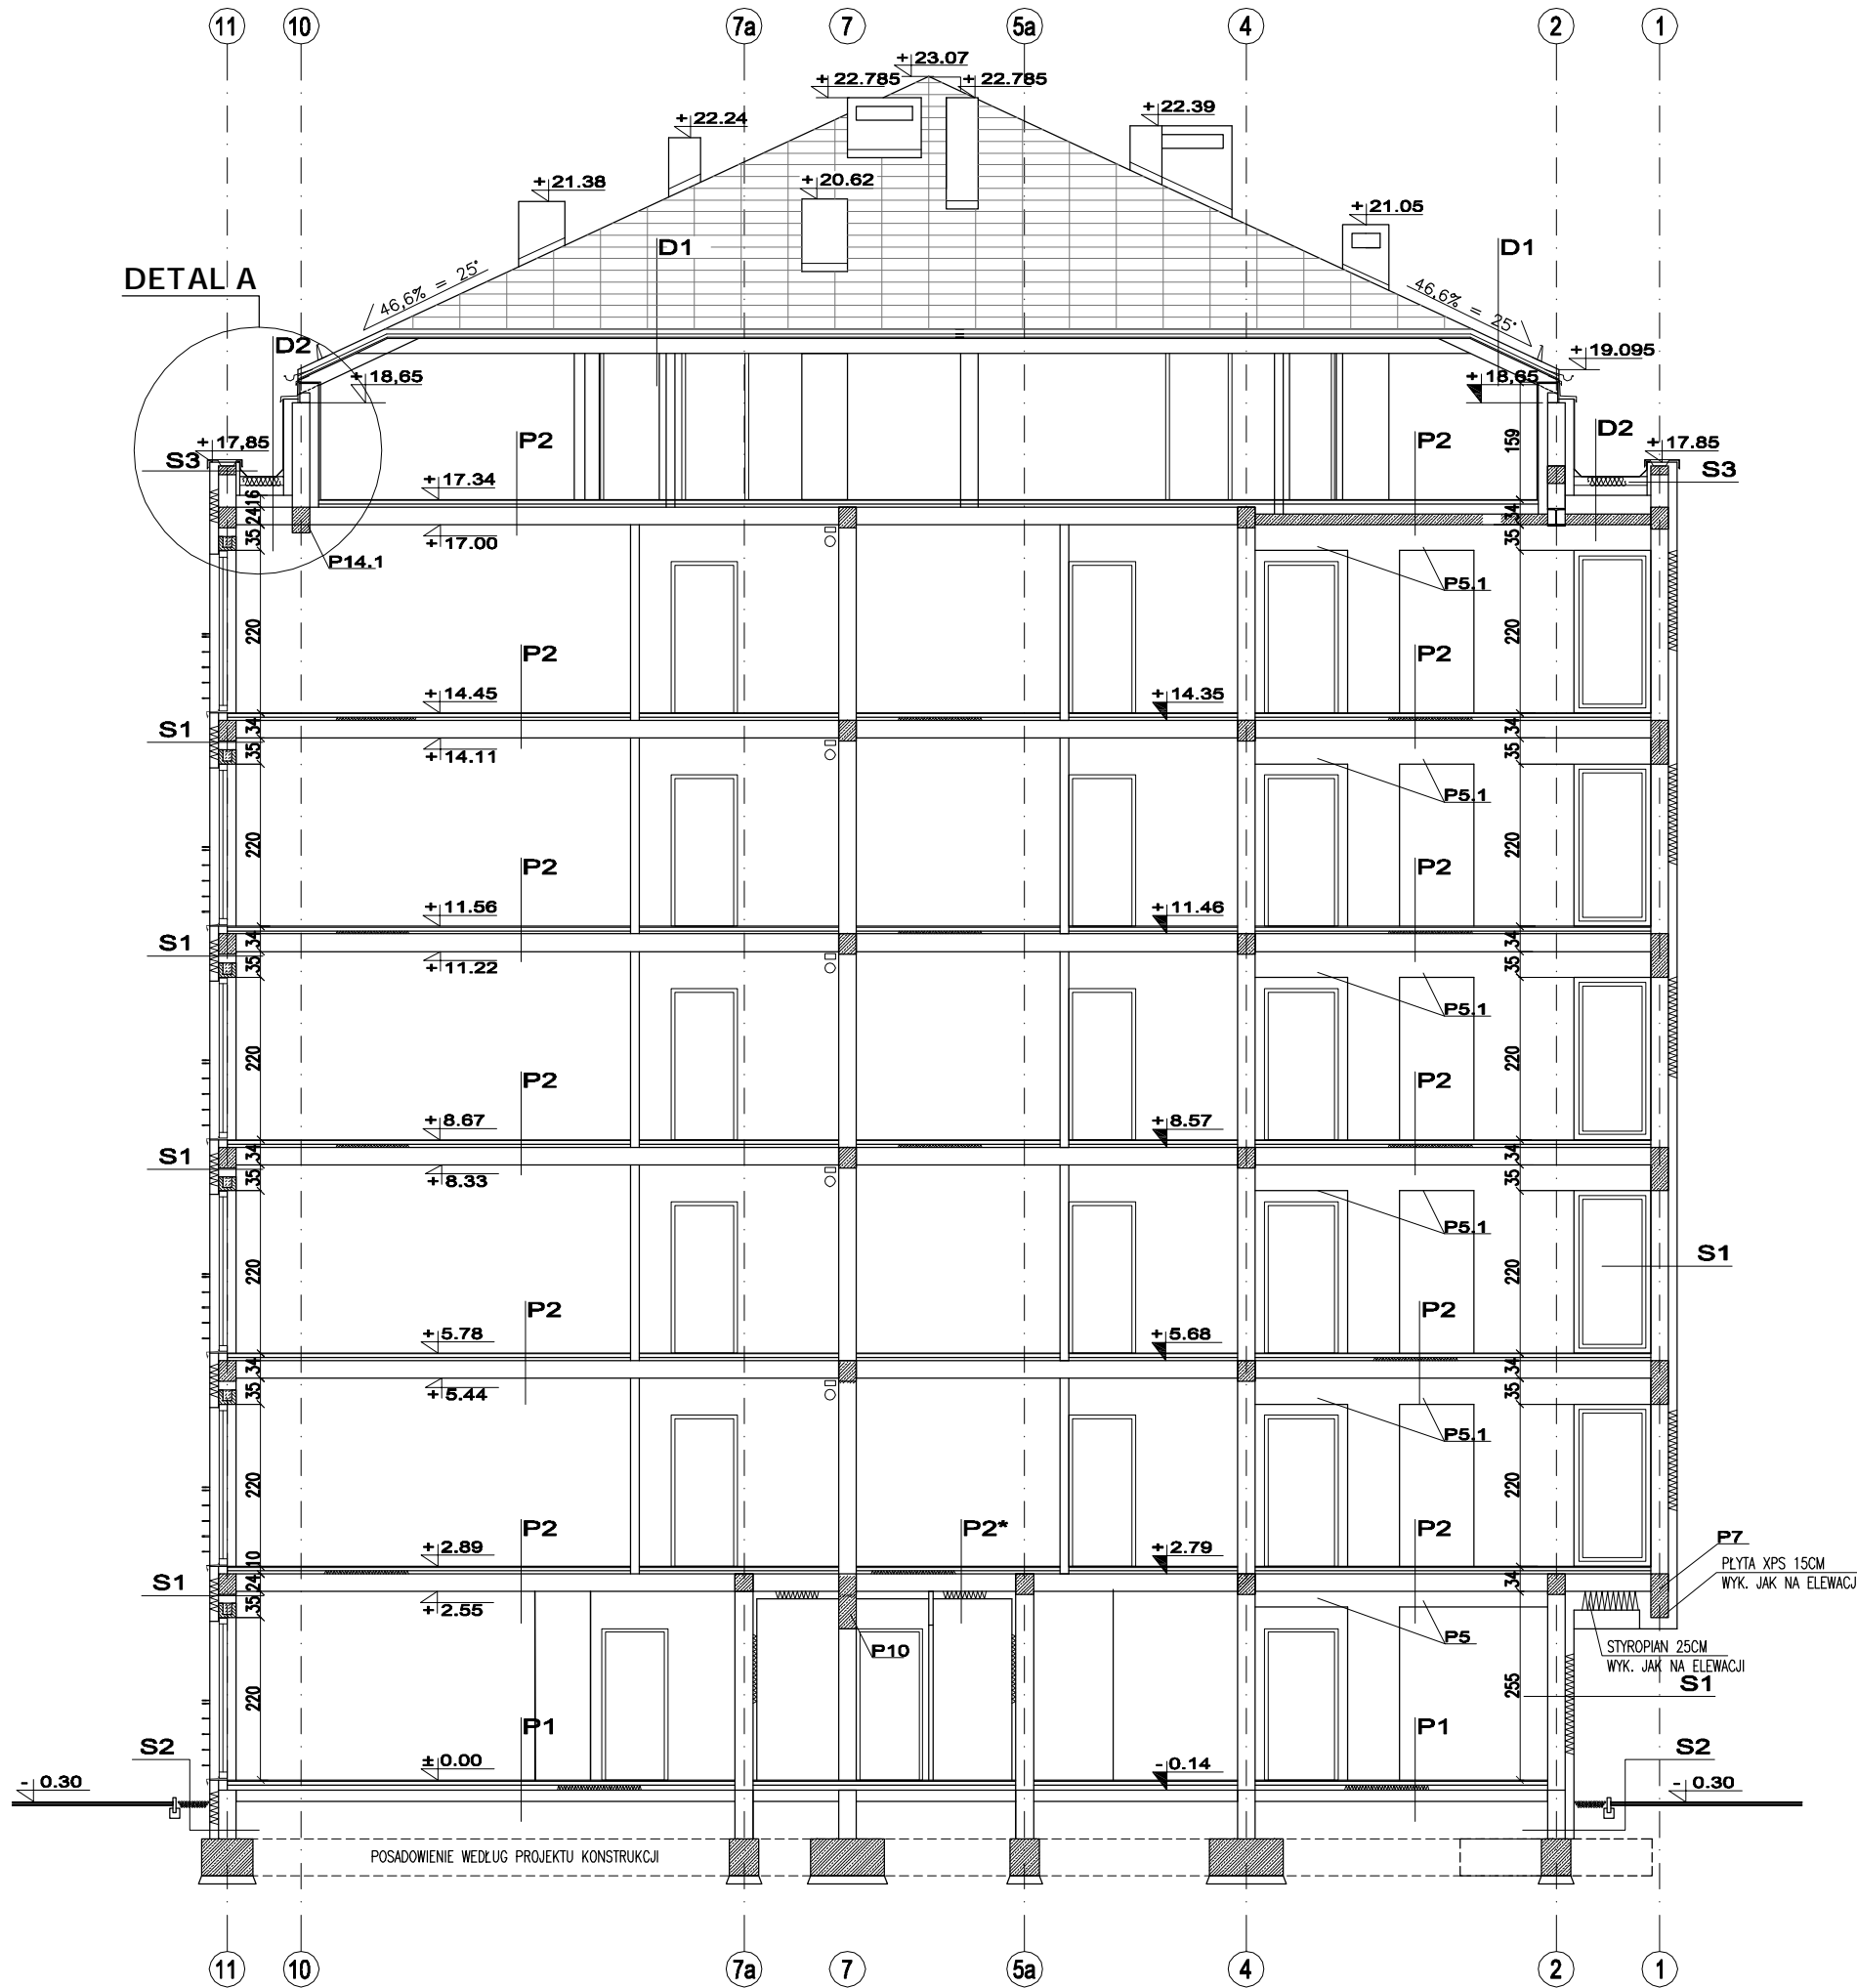 11 10 7a 7 5a 4 2 1
+ 23.07
+ 22.785 + 22.785
+ 22.39
+ 22.24
+ 21.38
+ 20.62
+ 21.05
D1 D1
DETAL A
46,6% = 25° 46,6% = 25°
D2
+ 19.095
+ 18,65 + 18,65
P2 P2 159 D2
+ 17,85 + 17.85
S3 S3
+ 17.34
16
24 34
35 35
+ 17.00
P14.1
P5.1
220 220
P2 P2
+ 14.45 + 14.35
S1 34 34
35 35
+ 14.11
P5.1
220 220
P2 P2
+ 11.56 + 11.46
S1 34 34
35 35
+ 11.22
P5.1
220 220
P2 P2
+ 8.67 + 8.57
S1 34 34
35 35
+ 8.33
P5.1
220 220 S1
P2 P2
+ 5.78 + 5.68
34 34
35 35
+ 5.44
P5.1
220 220
P2 P2* P2
P7
+ 2.89 + 2.79
10
PŁYTA XPS 15CM
WYK. JAK NA ELEWACJ
S1 24 34
35
+ 2.55
P10 P5
STYROPIAN 25CM
WYK. JAK NA ELEWACJI
220 255 S1
P1 P1
S2 S2
± 0.00 - 0.14
- 0.30 - 0.30
POSADOWIENIE WEDŁUG PROJEKTU KONSTRUKCJI
11 10 7a 7 5a 4 2 1